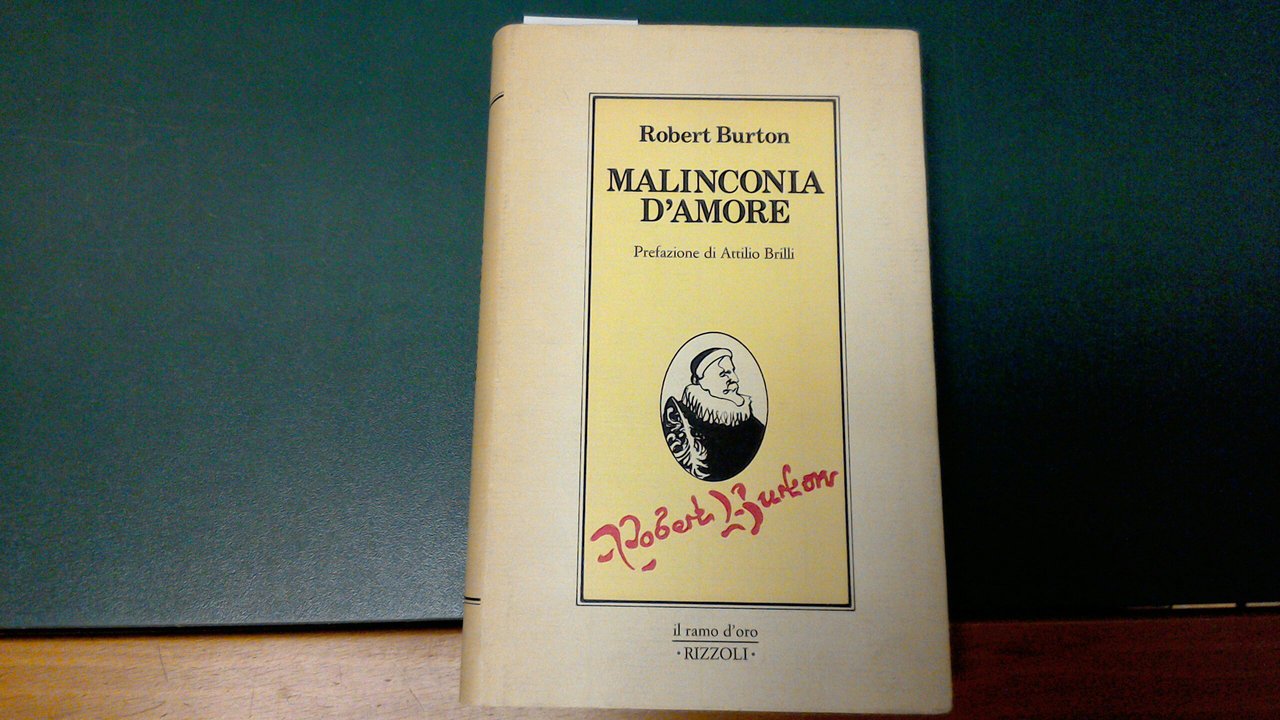 Robert Burton
MALINCONIA
D'AMORE
Prefazione di Attilio Brilli
Robert Burton
il ramo d'oro
• RIZZOLI •